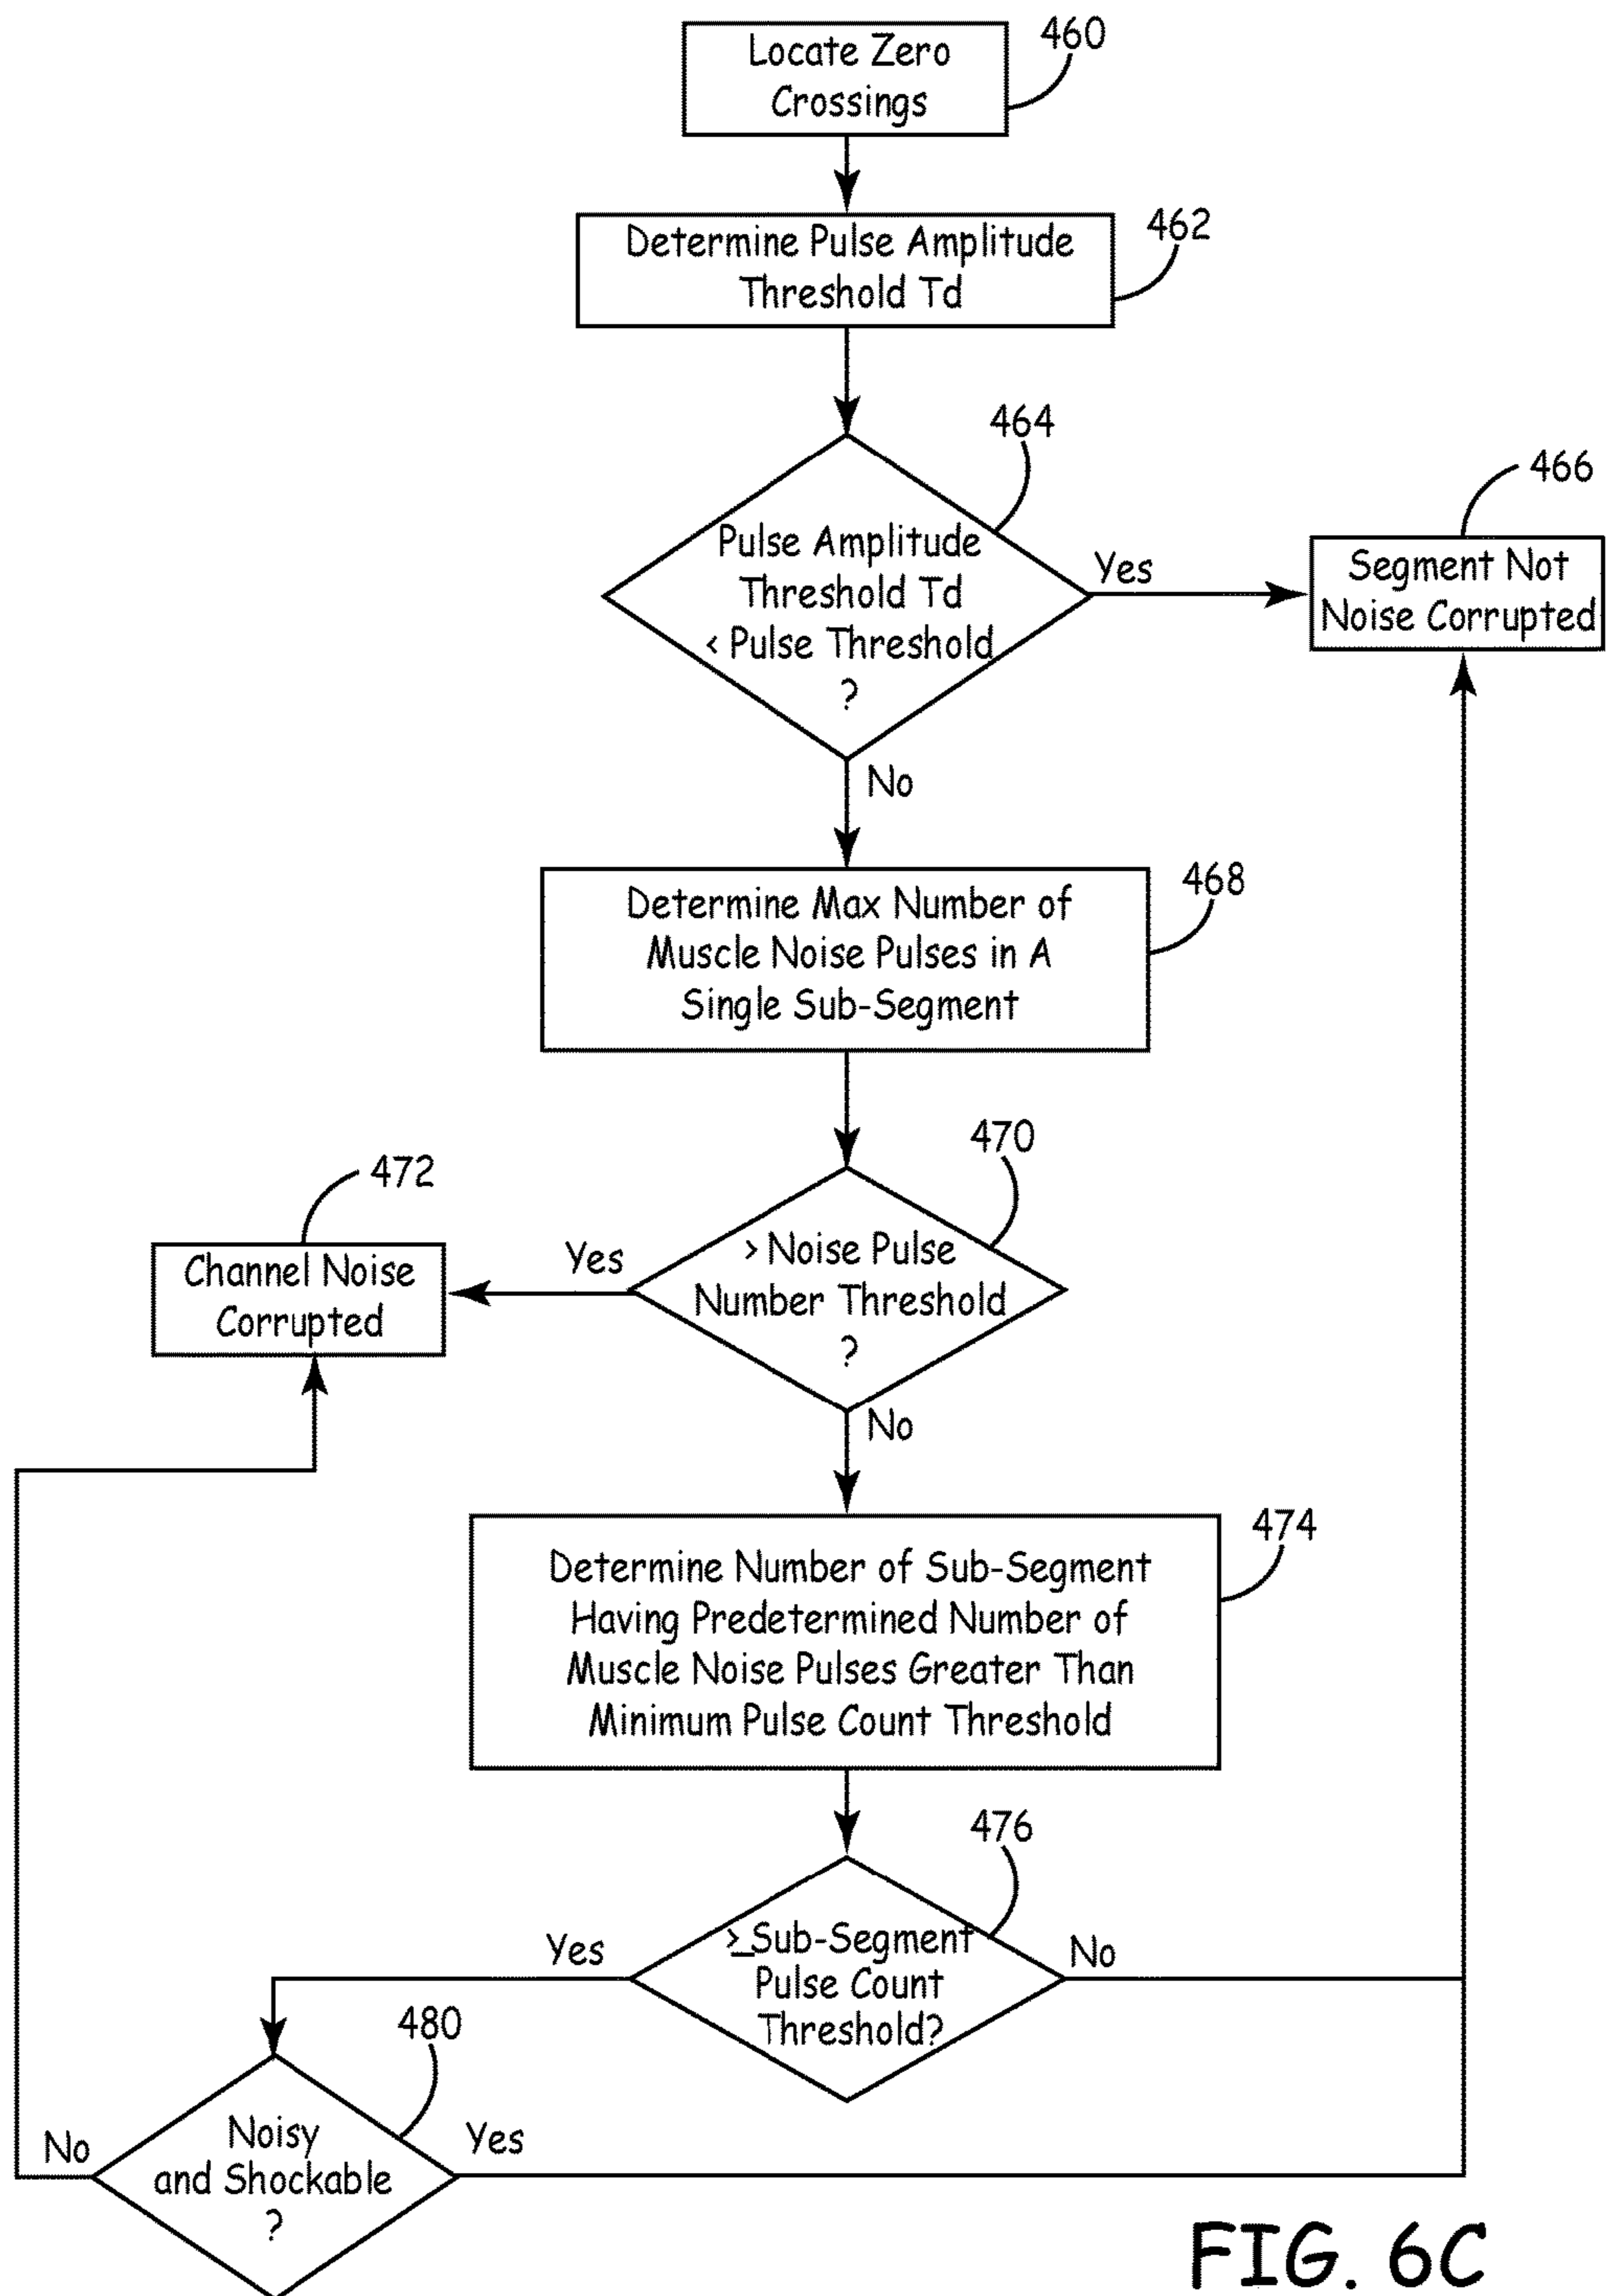 Locate Zero
Crossings
460
Determine Pulse Amplitude
Threshold Td
462
464
Pulse Amplitude
Threshold Td
< Pulse Threshold
?
Yes
466
Segment Not
Noise Corrupted
No
468
Determine Max Number of
Muscle Noise Pulses in A
Single Sub-Segment
470
472
Channel Noise
Corrupted
Yes
> Noise Pulse
Number Threshold
?
No
474
Determine Number of Sub-Segment
Having Predetermined Number of
Muscle Noise Pulses Greater Than
Minimum Pulse Count Threshold
476
Yes
≥ Sub-Segment
Pulse Count
Threshold?
No
480
No
Noisy
and Shockable
?
Yes
FIG. 6C